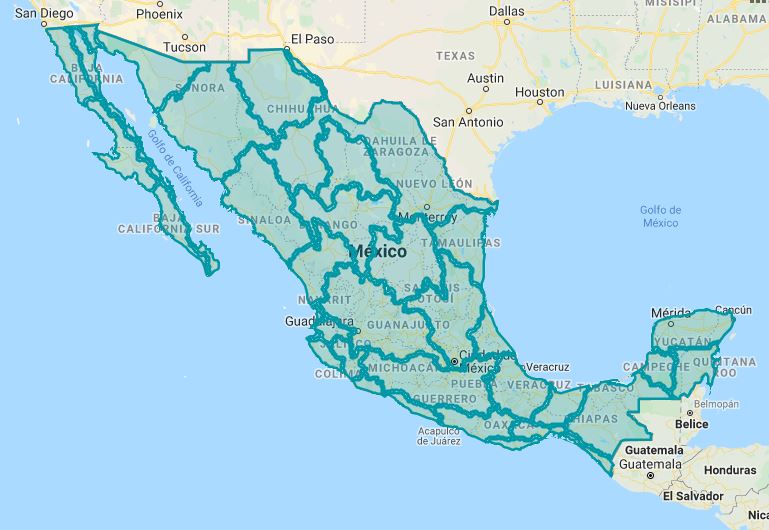 San Diego
Phoenix
Tucson
El Paso
Dallas
MISISIPI
ALABAMA
TEXAS
Austin
Houston
San Antonio
LUISIANA
Nueva Orleans
BAJA
CALIFORNIA
SONORA
CHIHUAHUA
COAHUILA DE
ZARAGOZA
NUEVO LEÓN
Monterrey
Golfo de California
BAJA
CALIFORNIA SUR
SINALOA
DURANGO
México
TAMAULIPAS
Golfo de
México
SAN LUIS
POTOSÍ
NAYARIT
Guadalajara
GUANAJUATO
JALISCO
COLIMA
MICHOACÁN
Ciudad de
México
Veracruz
PUEBLA
VERACRUZ
TABASCO
GUERRERO
OAXACA
CHIAPAS
Acapulco
de Juárez
Mérida
Cancún
YUCATÁN
CAMPECHE
QUINTANA
ROO
Belmopán
Belice
Guatemala
Guatemala
Honduras
El Salvador
Nica